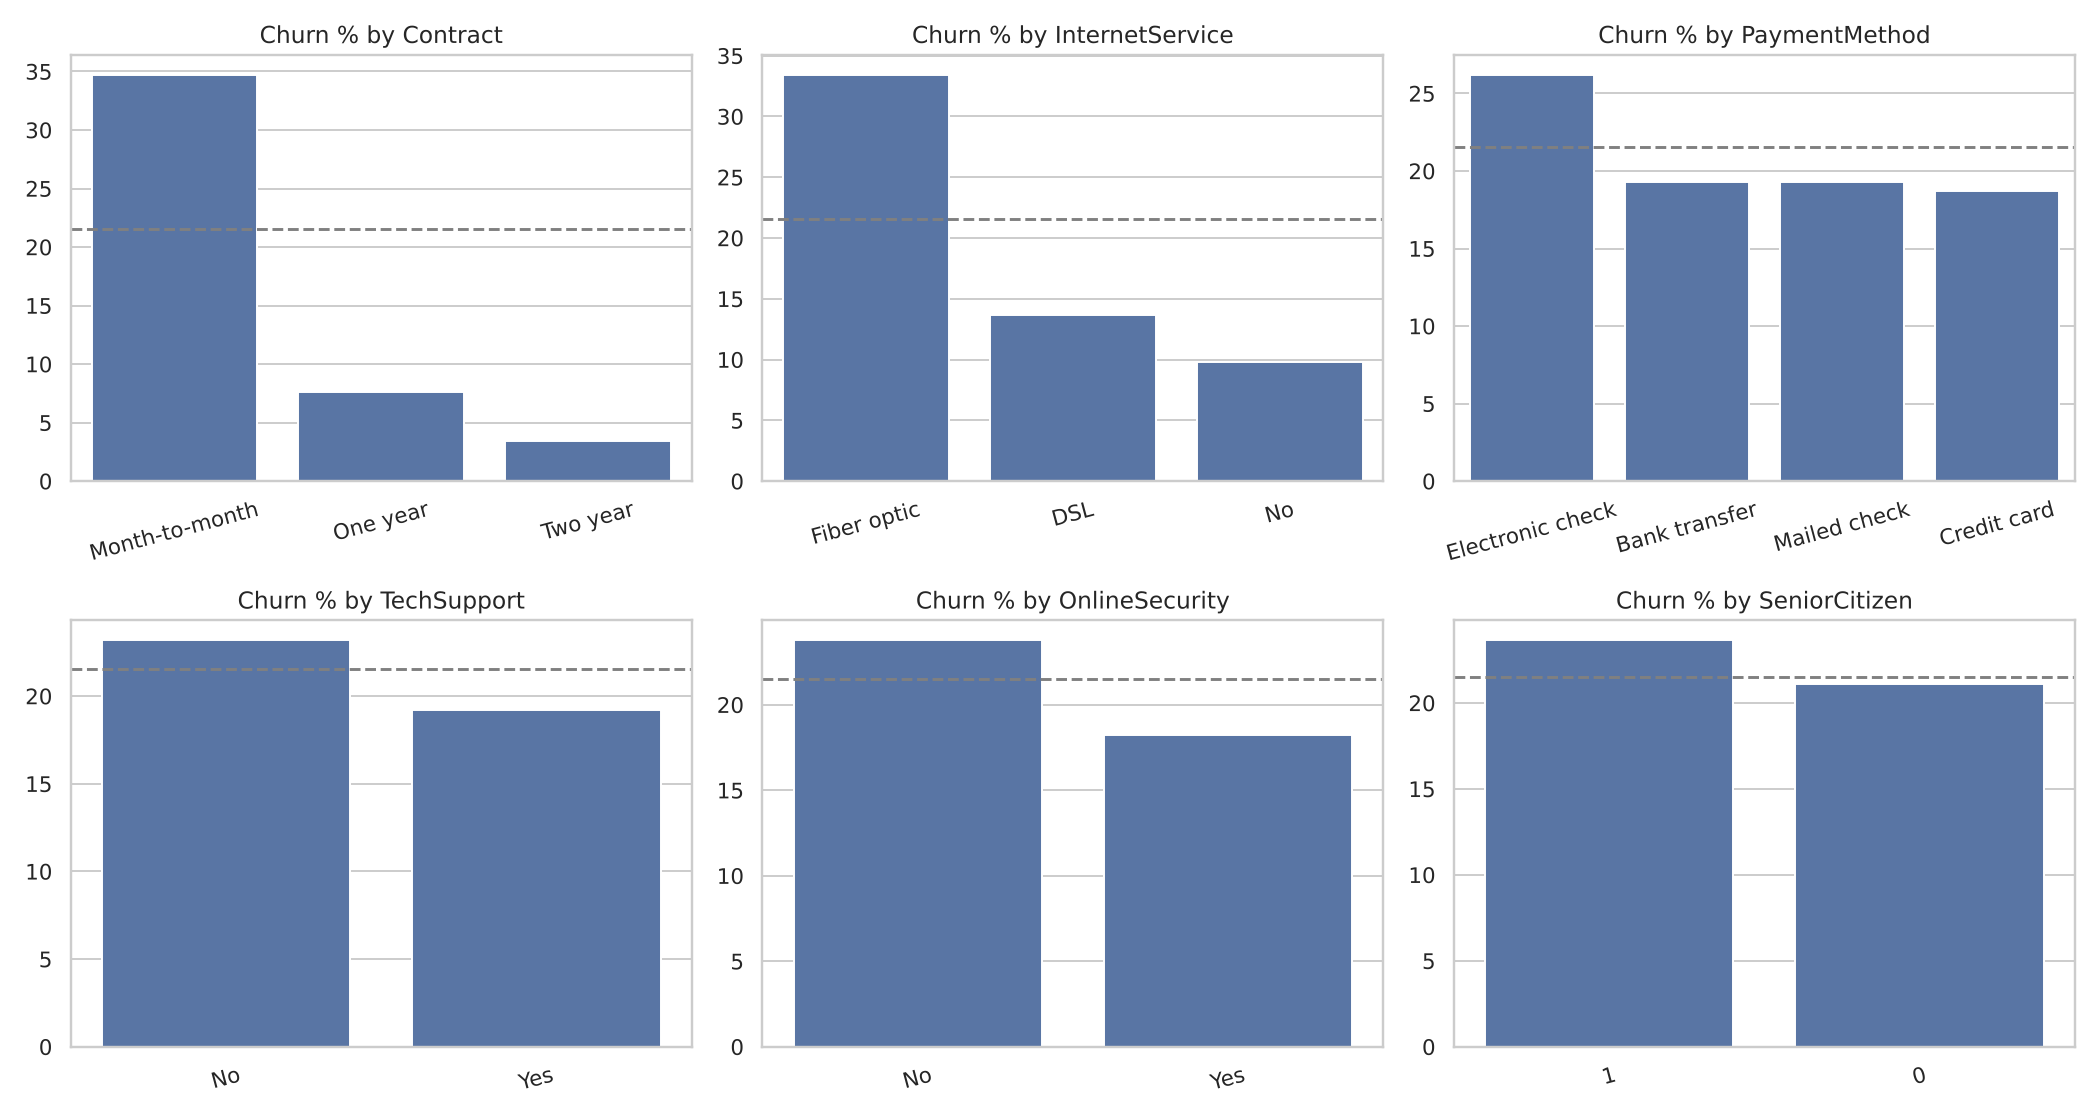 Churn % by Contract
35
30
25
20
15
10
5
0
Month-to-month
One year
Two year
Churn % by InternetService
35
30
25
20
15
10
5
0
Fiber optic
DSL
No
Churn % by PaymentMethod
25
20
15
10
5
0
Electronic check
Bank transfer
Mailed check
Credit card
Churn % by TechSupport
20
15
10
5
0
No
Yes
Churn % by OnlineSecurity
20
15
10
5
0
No
Yes
Churn % by SeniorCitizen
20
15
10
5
0
1
0